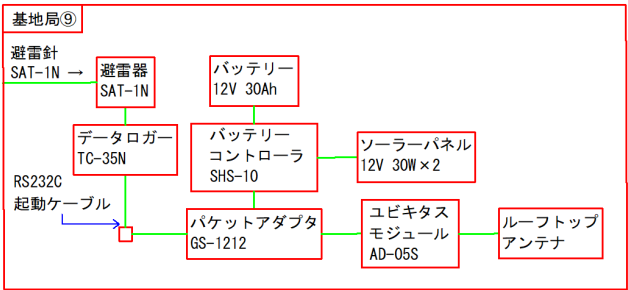 基地局⑨
避雷針
SAT-1N →
避雷器
SAT-1N
バッテリー
12V 30Ah
データロガー
TC-35N
バッテリー
コントローラ
SHS-10
ソーラーパネル
12V 30W×2
RS232C
起動ケーブル
パケットアダプタ
GS-1212
ユビキタス
モジュール
AD-05S
ルーフトップ
アンテナ